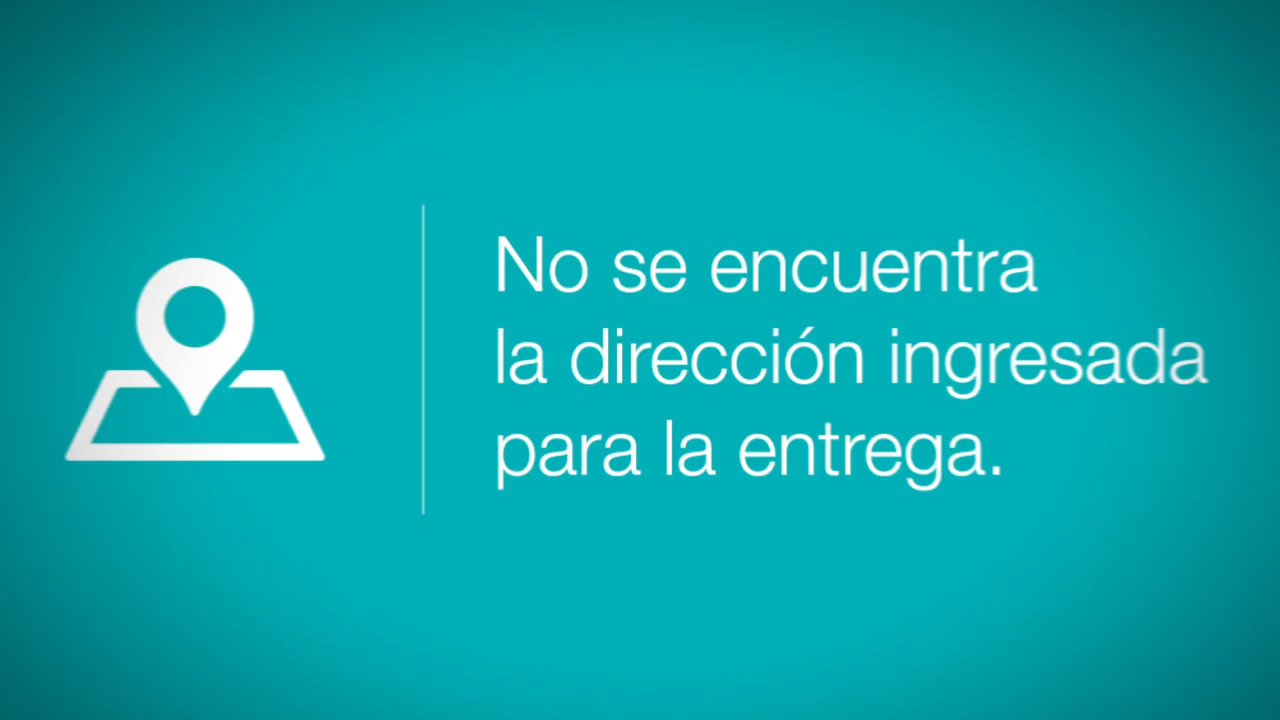 No se encuentra
la dirección ingresada
para la entrega.